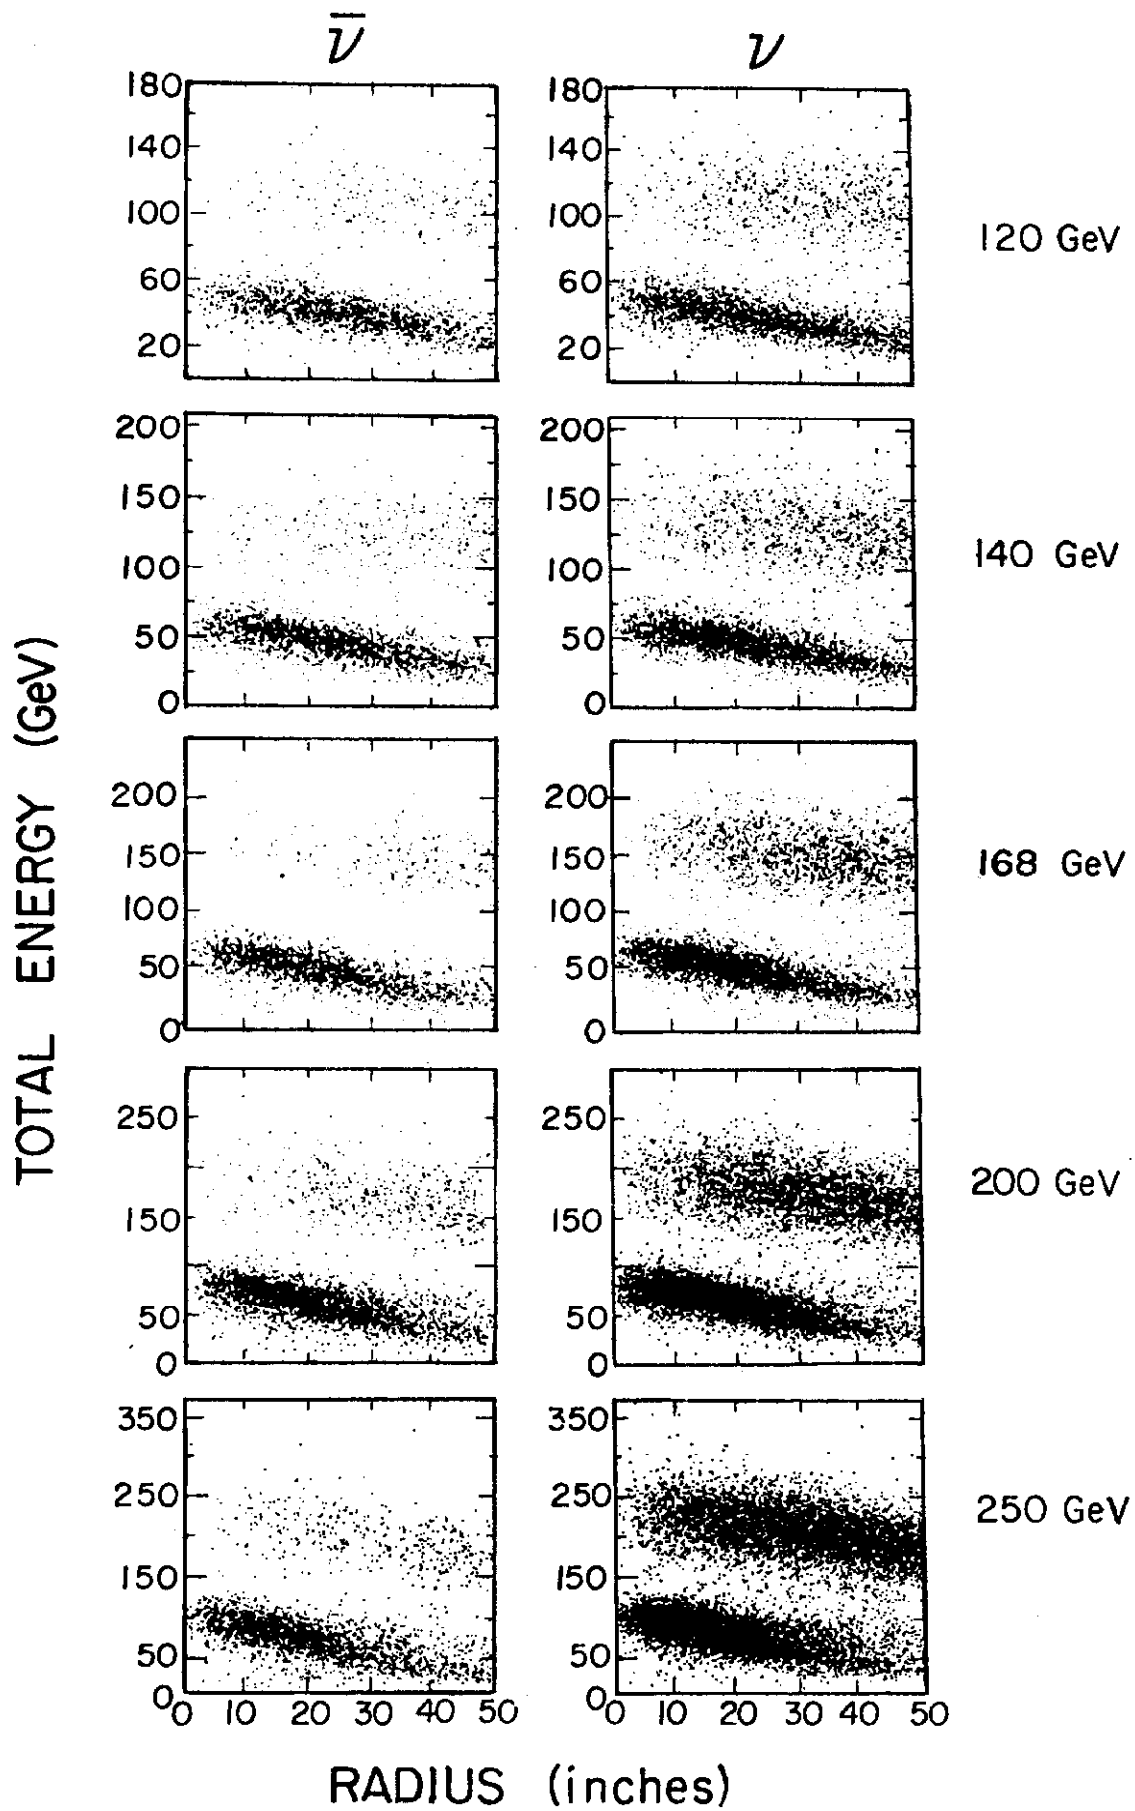 ν̅ ν
180 180
140 140
100 100
60 60
20 20
120 GeV
200 200
150 150
100 100
50 50
0 0
140 GeV
200 200
150 150
100 100
50 50
0 0
168 GeV
250 250
150 150
50 50
0 0
200 GeV
350 350
250 250
150 150
50 50
0 0
250 GeV
0 10 20 30 40 50 0 10 20 30 40 50
TOTAL ENERGY (GeV)
RADIUS (inches)